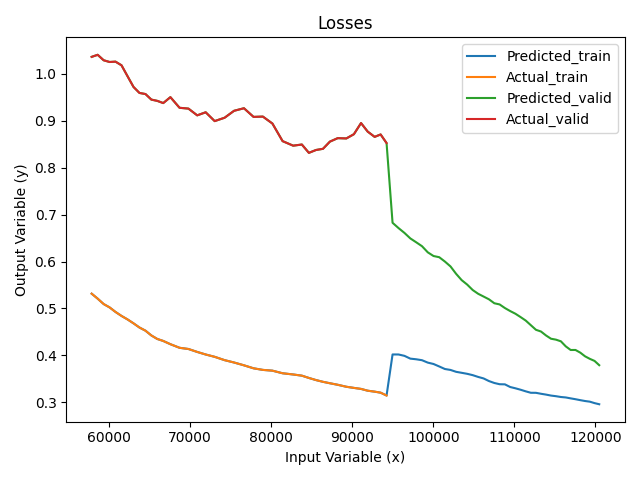 Losses
Predicted_train
Actual_train
Predicted_valid
Actual_valid
Output Variable (y)
1.0
0.9
0.8
0.7
0.6
0.5
0.4
0.3
60000 70000 80000 90000 100000 110000 120000
Input Variable (x)